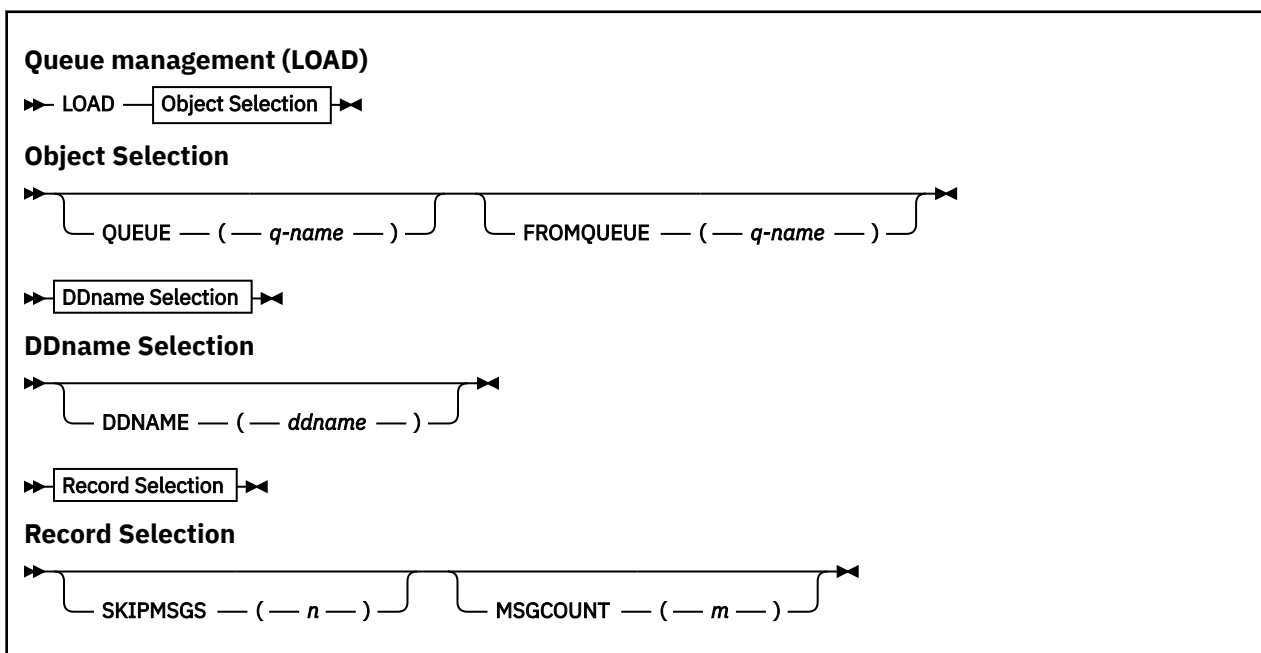 Queue management (LOAD)
LOAD Object Selection
Object Selection
QUEUE ( q-name ) FROMQUEUE ( q-name )
DDname Selection
DDname Selection
DDNAME ( ddname )
Record Selection
Record Selection
SKIPMSGS ( n ) MSGCOUNT ( m )